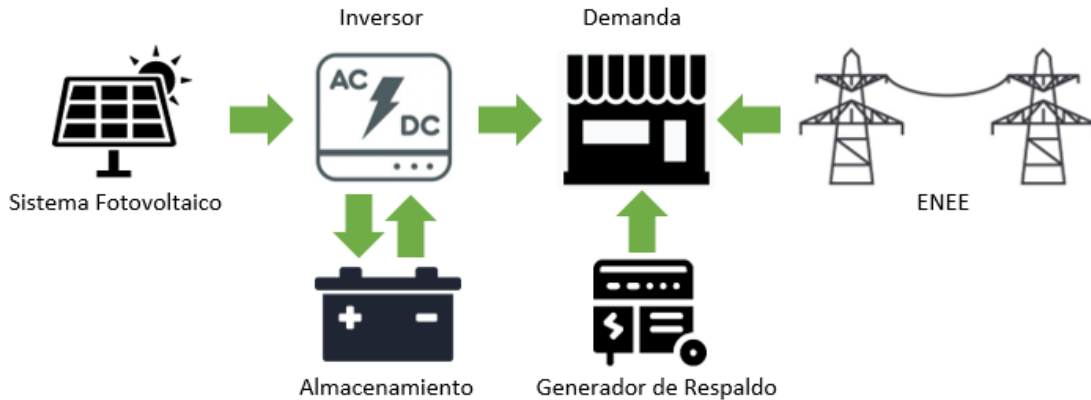 Inversor
Demanda
AC
DC
Sistema Fotovoltaico
ENEE
Almacenamiento
Generador de Respaldo